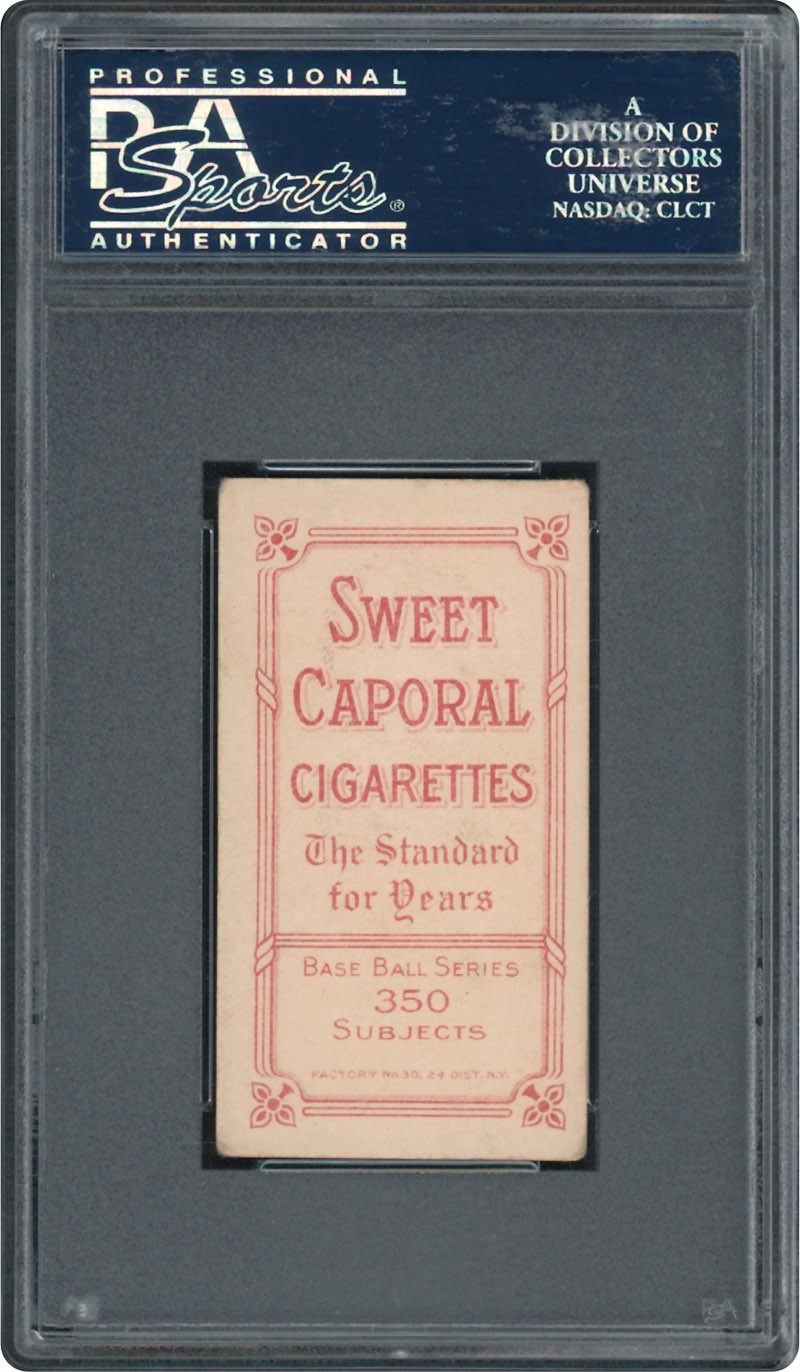 PROFESSIONAL
PSA
Sports®
AUTHENTICATOR
A
DIVISION OF
COLLECTORS
UNIVERSE
NASDAQ: CLCT
SWEET
CAPORAL
CIGARETTES
The Standard
for Years
BASE BALL SERIES
350
SUBJECTS
FACTORY No. 30, 2d DIST. N.Y.
PSA